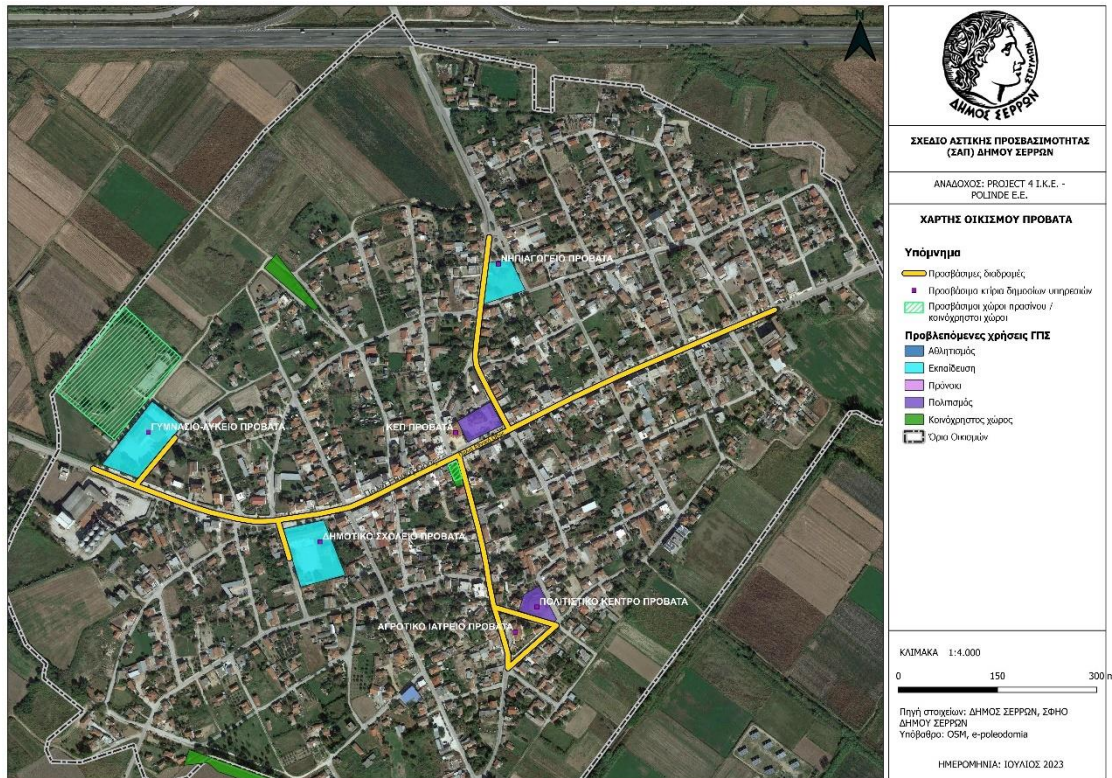 N
ΔΗΜΟΣ ΣΕΡΡΩΝ
ΣΧΕΔΙΟ ΑΣΤΙΚΗΣ ΠΡΟΣΒΑΣΙΜΟΤΗΤΑΣ
(ΣΑΠ) ΔΗΜΟΥ ΣΕΡΡΩΝ
ΑΝΑΔΟΧΟΣ: PROJECT 4 Ι.Κ.Ε. -
POLINDE Ε.Ε.
ΧΑΡΤΗΣ ΟΙΚΙΣΜΟΥ ΠΡΟΒΑΤΑ
Υπόμνημα
Προσβάσιμες διαδρομές
Προσβάσιμα κτίρια δημοσίων υπηρεσιών
Προσβάσιμοι χώροι πρασίνου /
κοινόχρηστοι χώροι
Προβλεπόμενες χρήσεις ΓΠΣ
Αθλητισμός
Εκπαίδευση
Πρόνοια
Πολιτισμός
Κοινόχρηστος χώρος
Όρια Οικισμών
ΚΛΙΜΑΚΑ 1:4.000
0 150 300 m
Πηγή στοιχείων: ΔΗΜΟΣ ΣΕΡΡΩΝ, ΣΦΗΟ
ΔΗΜΟΥ ΣΕΡΡΩΝ
Υπόβαθρο: OSM, e-poleodomia
ΗΜΕΡΟΜΗΝΙΑ: ΙΟΥΛΙΟΣ 2023
ΝΗΠΙΑΓΩΓΕΙΟ ΠΡΟΒΑΤΑ
ΓΥΜΝΑΣΙΟ-ΛΥΚΕΙΟ ΠΡΟΒΑΤΑ
ΚΕΠ ΠΡΟΒΑΤΑ
ΔΗΜΟΤΙΚΟ ΣΧΟΛΕΙΟ ΠΡΟΒΑΤΑ
ΠΟΛΙΤΙΣΤΙΚΟ ΚΕΝΤΡΟ ΠΡΟΒΑΤΑ
ΑΓΡΟΤΙΚΟ ΙΑΤΡΕΙΟ ΠΡΟΒΑΤΑ